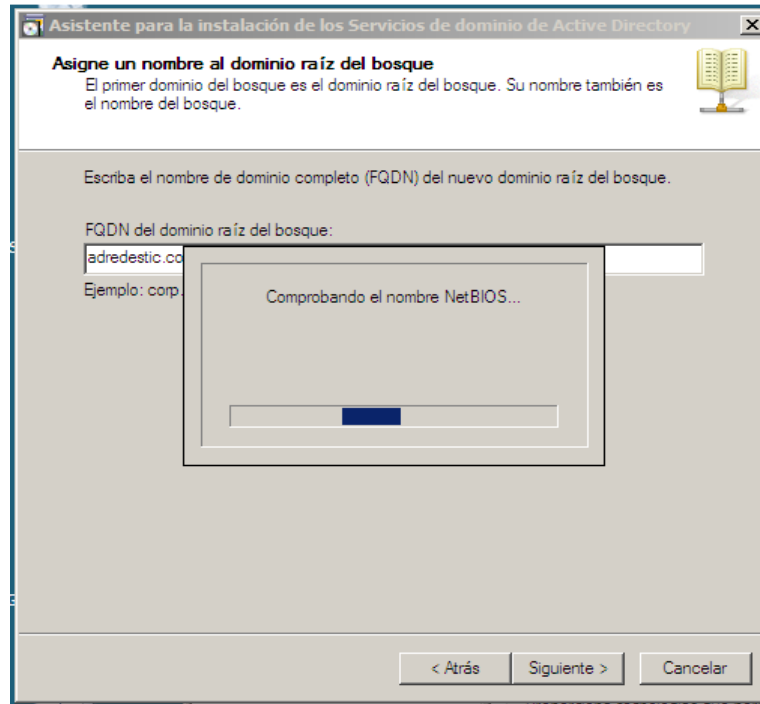 Asistente para la instalación de los Servicios de dominio de Active Directory
Asigne un nombre al dominio raíz del bosque
El primer dominio del bosque es el dominio raíz del bosque. Su nombre también es
el nombre del bosque.
Escriba el nombre de dominio completo (FQDN) del nuevo dominio raíz del bosque.
FQDN del dominio raíz del bosque:
adredestic.co
Ejemplo: corp.
Comprobando el nombre NetBIOS...
< Atrás Siguiente > Cancelar